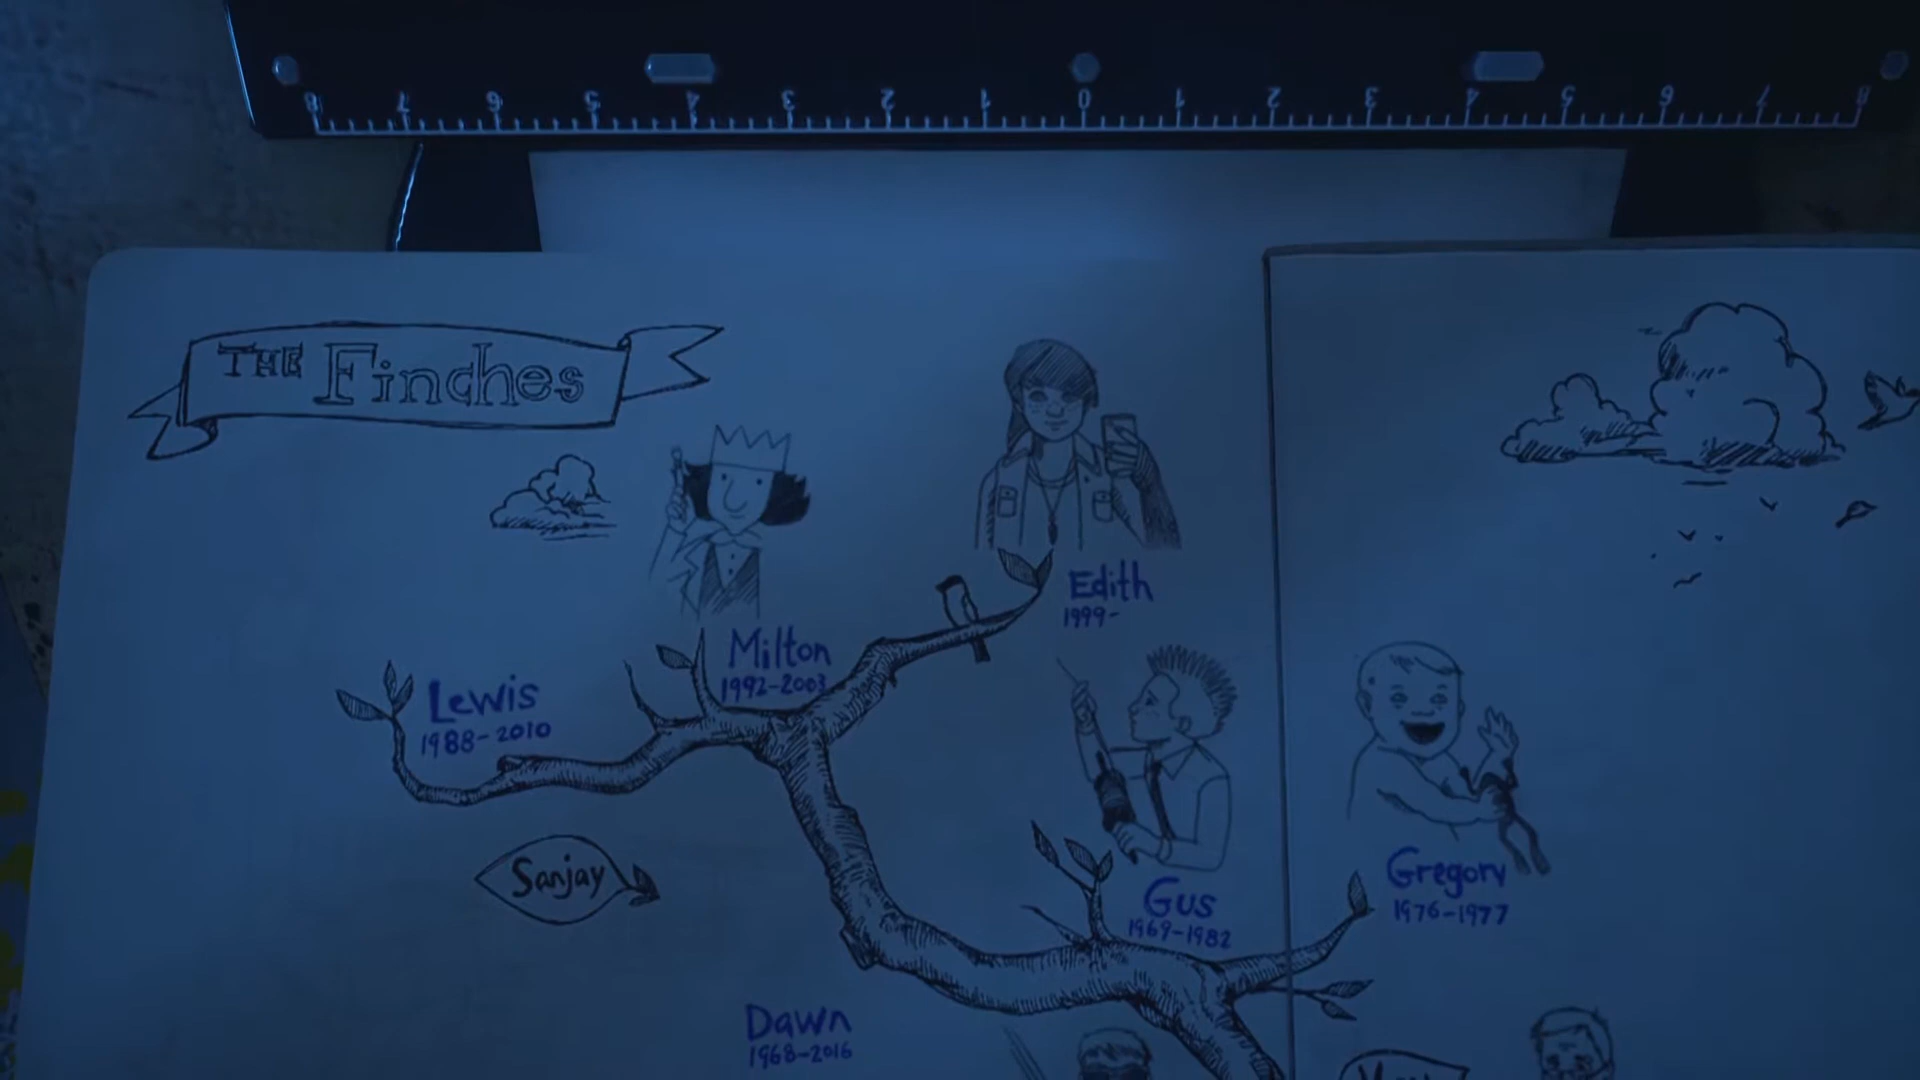 8 7 6 5 4 3 2 1 0 1 2 3 4 5 6 7 8
THE Finches
Edith
1999-
Milton
1992-2003
Lewis
1988-2010
Sanjay
Gus
1969-1982
Gregory
1976-1977
Dawn
1968-2016